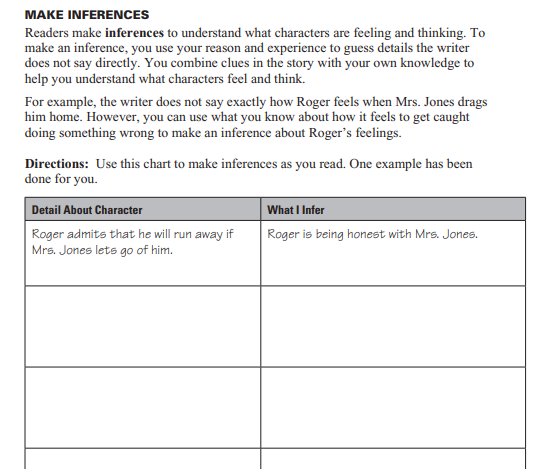 MAKE INFERENCES
Readers make inferences to understand what characters are feeling and thinking. To
make an inference, you use your reason and experience to guess details the writer
does not say directly. You combine clues in the story with your own knowledge to
help you understand what characters feel and think.
For example, the writer does not say exactly how Roger feels when Mrs. Jones drags
him home. However, you can use what you know about how it feels to get caught
doing something wrong to make an inference about Roger's feelings.
Directions: Use this chart to make inferences as you read. One example has been
done for you.
Detail About Character
What I Infer
Roger admits that he will run away if
Mrs. Jones lets go of him.
Roger is being honest with Mrs. Jones.